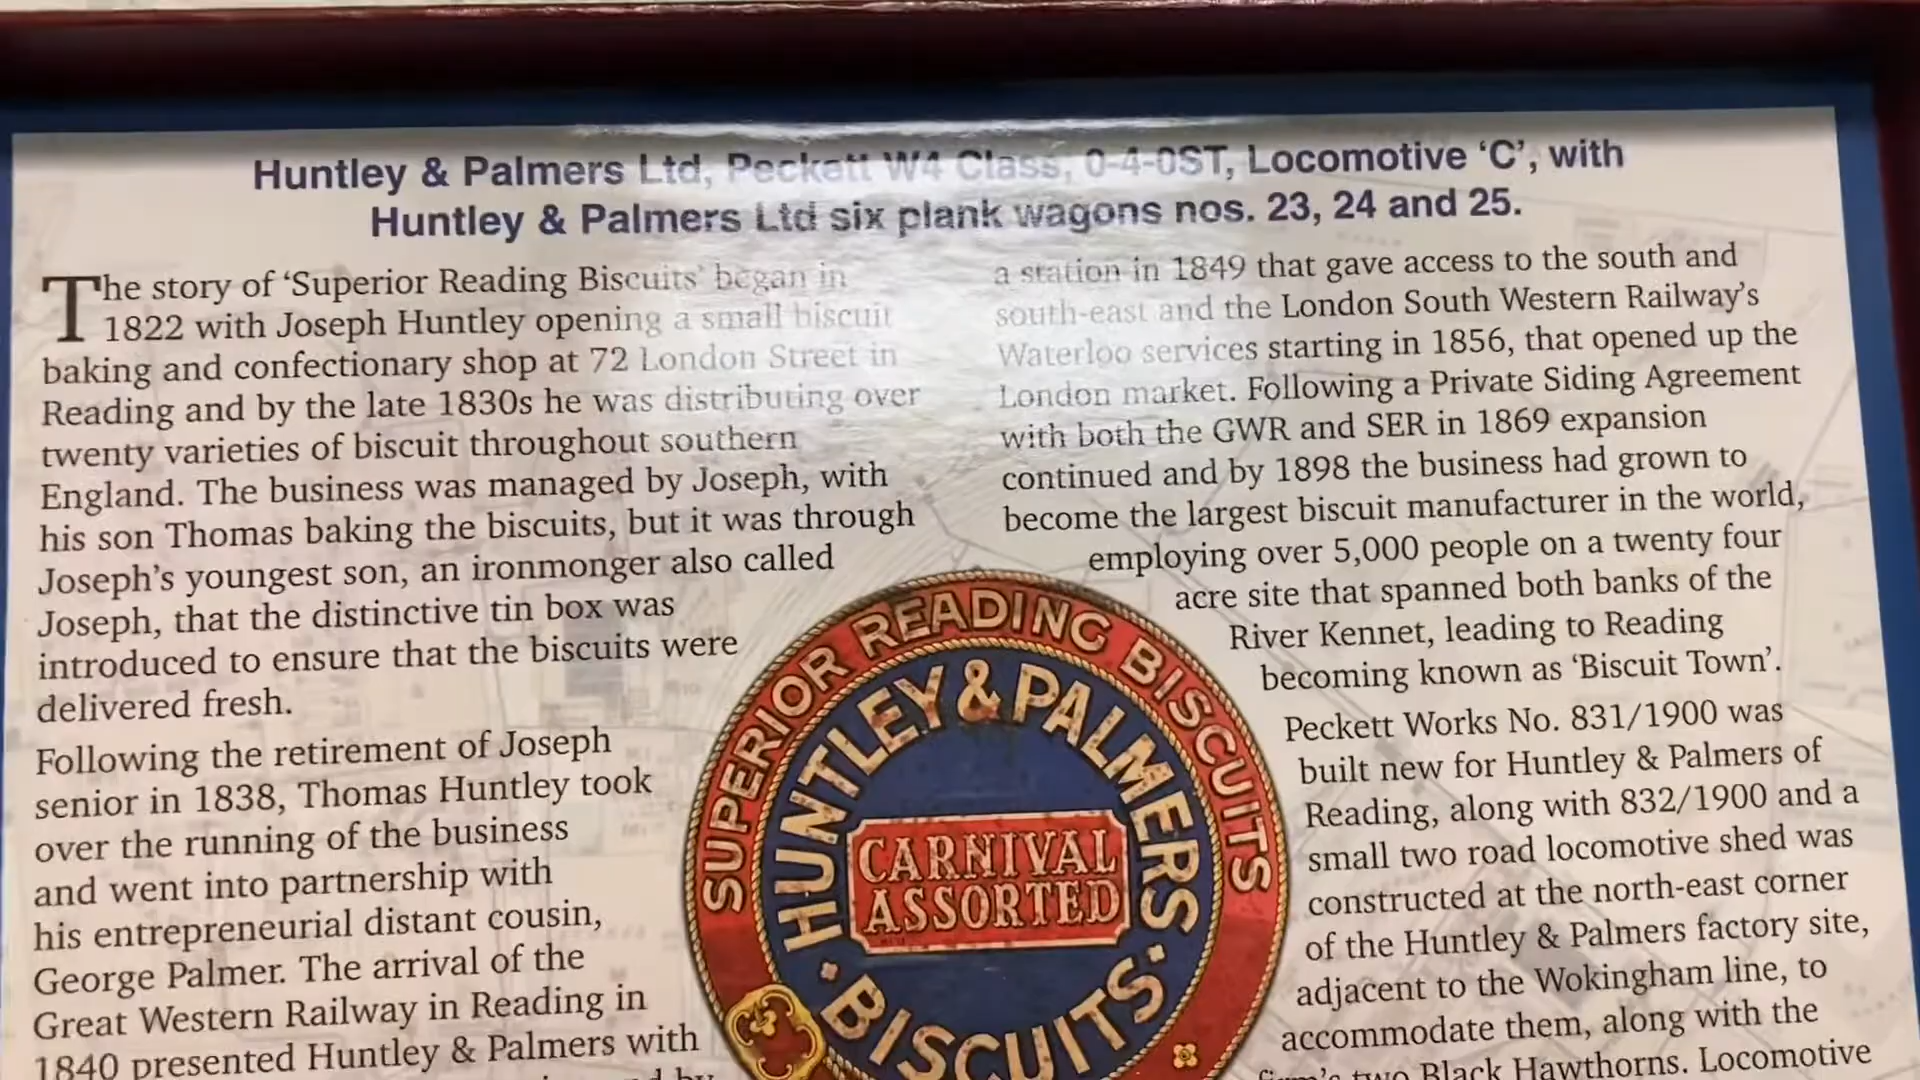 Huntley & Palmers Ltd, Peckett W4 Class, 0-4-0ST, Locomotive ‘C’, with
Huntley & Palmers Ltd six plank wagons nos. 23, 24 and 25.
The story of ‘Superior Reading Biscuits’ began in
1822 with Joseph Huntley opening a small biscuit
baking and confectionary shop at 72 London Street in
Reading and by the late 1830s he was distributing over
twenty varieties of biscuit throughout southern
England. The business was managed by Joseph, with
his son Thomas baking the biscuits, but it was through
Joseph’s youngest son, an ironmonger also called
Joseph, that the distinctive tin box was
introduced to ensure that the biscuits were
delivered fresh.
Following the retirement of Joseph
senior in 1838, Thomas Huntley took
over the running of the business
and went into partnership with
his entrepreneurial distant cousin,
George Palmer. The arrival of the
Great Western Railway in Reading in
1840 presented Huntley & Palmers with
a station in 1849 that gave access to the south and
south-east and the London South Western Railway’s
Waterloo services starting in 1856, that opened up the
London market. Following a Private Siding Agreement
with both the GWR and SER in 1869 expansion
continued and by 1898 the business had grown to
become the largest biscuit manufacturer in the world,
employing over 5,000 people on a twenty four
acre site that spanned both banks of the
River Kennet, leading to Reading
becoming known as ‘Biscuit Town’.
Peckett Works No. 831/1900 was
built new for Huntley & Palmers of
Reading, along with 832/1900 and a
small two road locomotive shed was
constructed at the north-east corner
of the Huntley & Palmers factory site,
adjacent to the Wokingham line, to
accommodate them, along with the
firm’s two Black Hawthorns. Locomotive
SUPERIOR READING BISCUITS
HUNTLEY & PALMERS
CARNIVAL
ASSORTED
BISCUITS